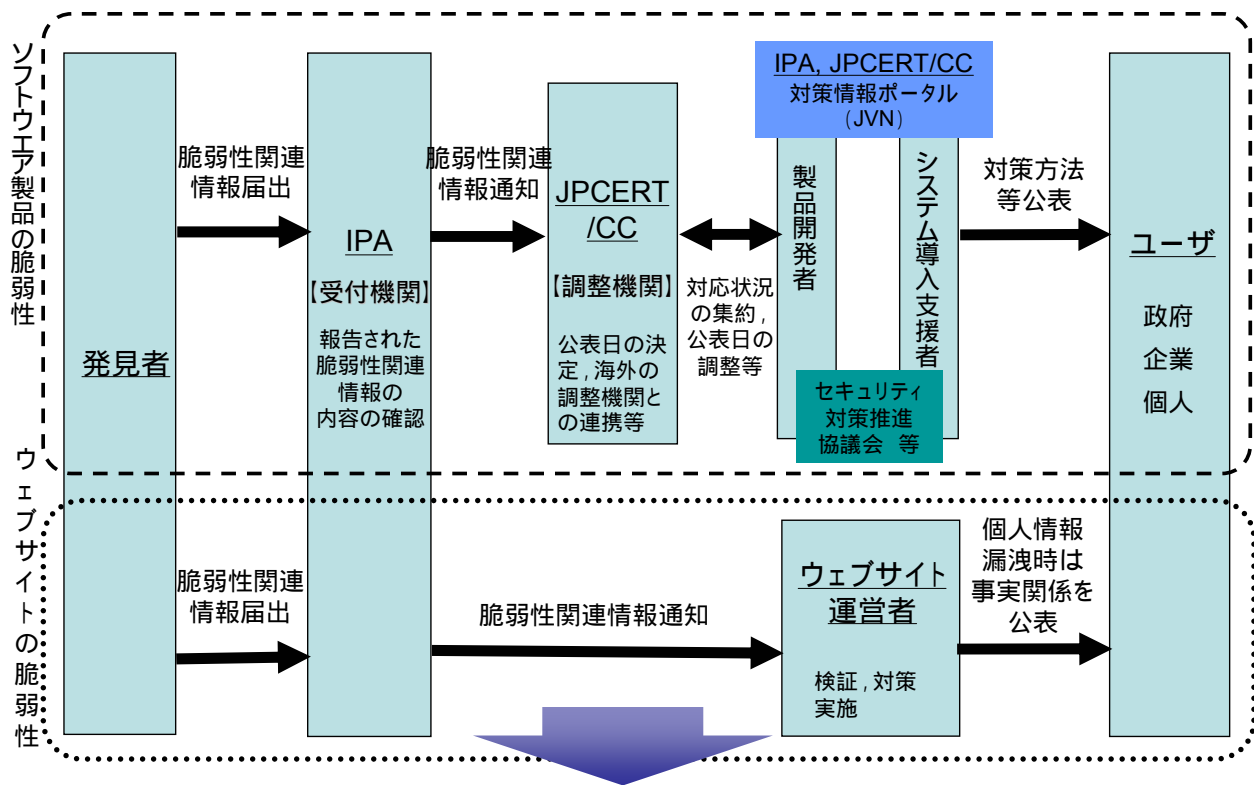 ソフトウエア製品の脆弱性
発見者
脆弱性関連
情報届出
IPA
【受付機関】
報告された
脆弱性関連
情報の
内容の確認
脆弱性関連
情報通知
JPCERT
/CC
【調整機関】
公表日の決
定,海外の
調整機関と
の連携等
対応状況
の集約,
公表日の
調整等
IPA, JPCERT/CC
対策情報ポータル
(JVN)
製品開発者
システム導入支援者
セキュリティ
対策推進
協議会 等
対策方法
等公表
ユーザ
政府
企業
個人
ウェブサイトの脆弱性
脆弱性関連
情報届出
脆弱性関連情報通知
ウェブサイト
運営者
検証,対策
実施
個人情報
漏洩時は
事実関係を
公表